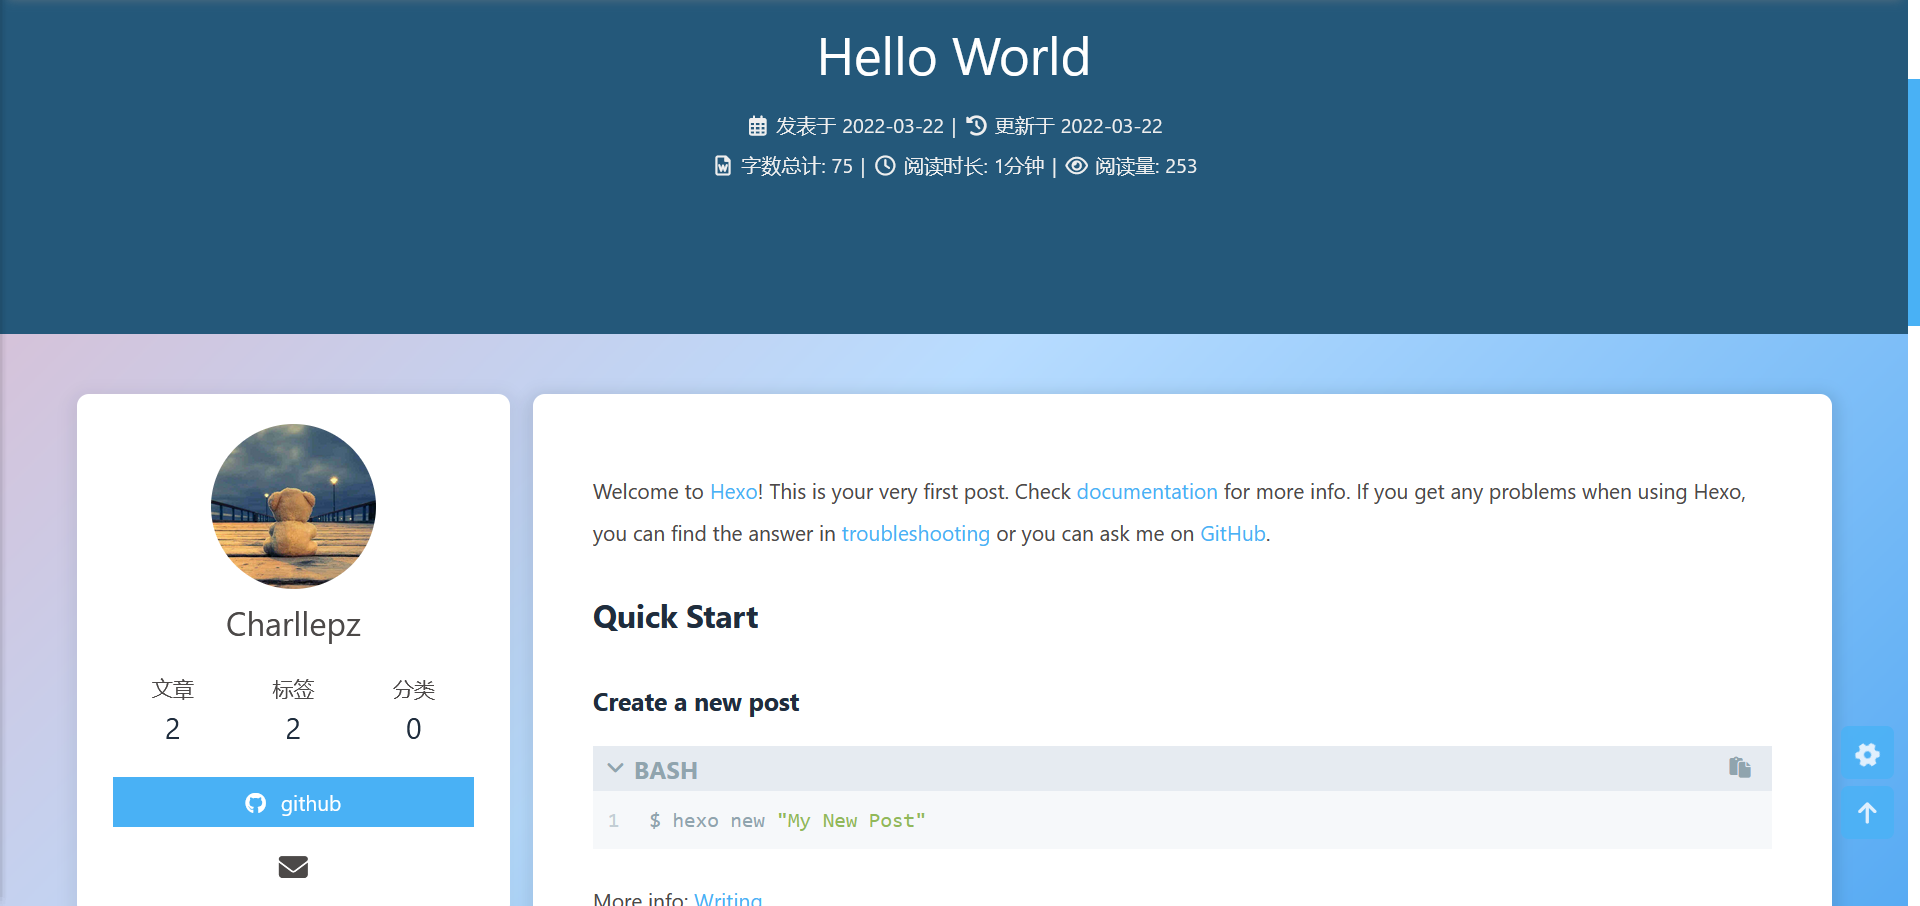 Hello World
发表于 2022-03-22 | 更新于 2022-03-22
字数总计: 75 | 阅读时长: 1分钟 | 阅读量: 253
Charllepz
文章 标签 分类
2 2 0
github
Welcome to Hexo! This is your very first post. Check documentation for more info. If you get any problems when using Hexo,
you can find the answer in troubleshooting or you can ask me on GitHub.
Quick Start
Create a new post
BASH
1 $ hexo new "My New Post"
More info: Writing